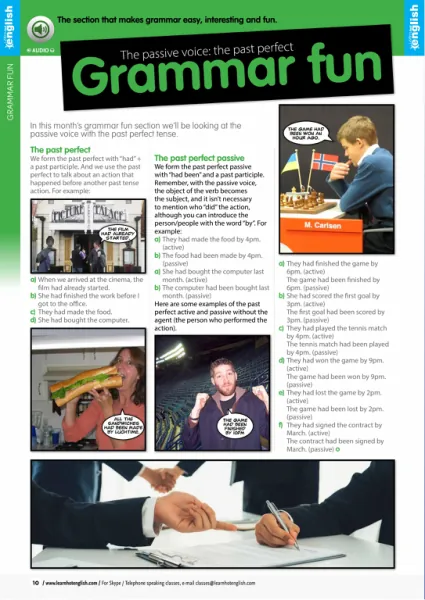 english
The section that makes grammar easy, interesting and fun.
english
AUDIO
GRAMMAR FUN
The passive voice: the past perfect
Grammar fun
In this month's grammar fun section we'll be looking at the
passive voice with the past perfect tense.
The past perfect
We form the past perfect with "had" +
a past participle. And we use the past
perfect to talk about an action that
happened before another past tense
action. For example:
PICTURE PALACE
THE FILM
HAD ALREADY
STARTED.
a) When we arrived at the cinema, the
film had already started.
b) She had finished the work before I
got to the office.
c) They had made the food.
d) She had bought the computer.
ALL THE
SANDWICHES
HAD BEEN MADE
BY LUCHTIME.
The past perfect passive
We form the past perfect passive
with "had been" and a past participle.
Remember, with the passive voice,
the object of the verb becomes
the subject, and it isn't necessary
to mention who "did" the action,
although you can introduce the
person/people with the word "by". For
example:
a) They had made the food by 4pm.
(active)
b) The food had been made by 4pm.
(passive)
a) She had bought the computer last
month. (active)
b) The computer had been bought last
month. (passive)
Here are some examples of the past
perfect active and passive without the
agent (the person who performed the
action).
THE GAME
HAD BEEN
FINISHED
BY 10PM.
THE GAME HAD
BEEN WON AN
HOUR AGO.
M. Carlsen
a) They had finished the game by
6pm. (active)
The game had been finished by
6pm. (passive)
b) She had scored the first goal by
3pm. (active)
The first goal had been scored by
3pm. (passive)
c) They had played the tennis match
by 4pm. (active)
The tennis match had been played
by 4pm. (passive)
d) They had won the game by 9pm.
(active)
The game had been won by 9pm.
(passive)
e) They had lost the game by 2pm.
(active)
The game had been lost by 2pm.
(passive)
f) They had signed the contract by
March. (active)
The contract had been signed by
March. (passive)
10 / www.learnhotenglish.com / For Skype / Telephone speaking classes, e-mail classes@learnhotenglish.com